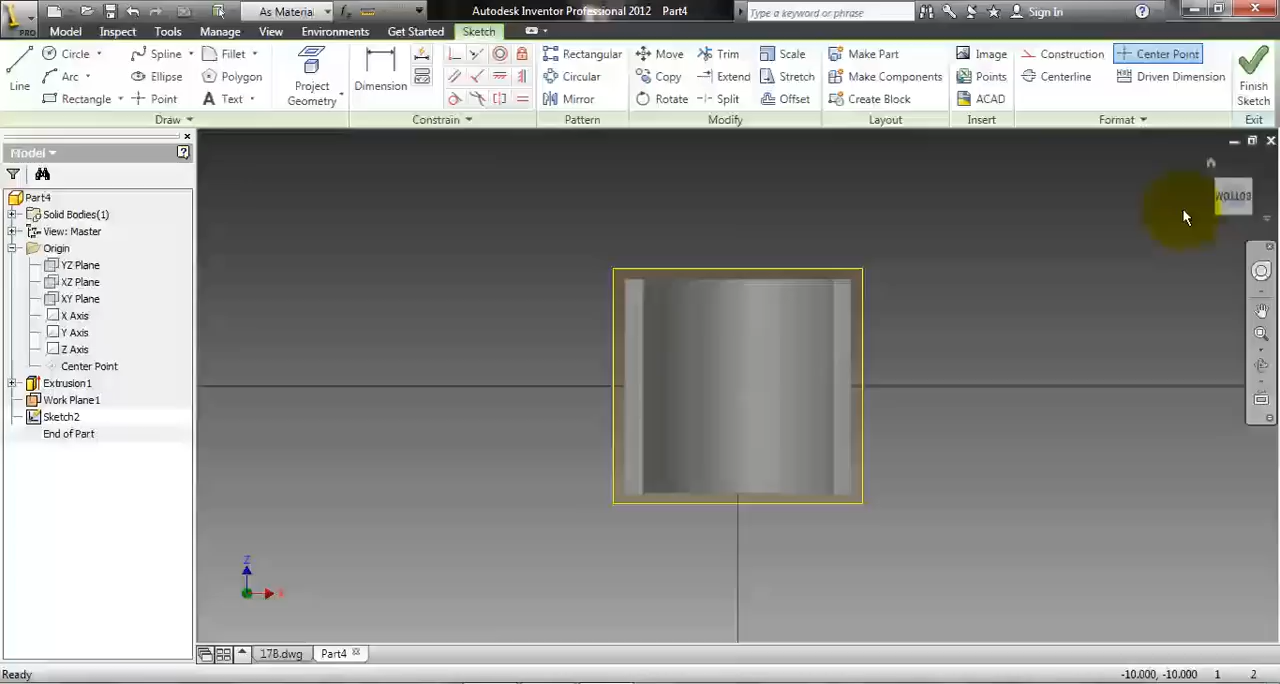 As Material
Autodesk Inventor Professional 2012 Part4
Type a keyword or phrase
Sign In
PRO
Model Inspect Tools Manage View Environments Get Started Sketch
Line
Circle Spline Fillet
Arc Ellipse Polygon
Rectangle Point Text
Project Geometry
Dimension
Rectangular
Circular
Mirror
Move Trim Scale
Copy Extend Stretch
Rotate Split Offset
Make Part
Make Components
Create Block
Image
Points
ACAD
Construction Center Point
Centerline Driven Dimension
Finish Sketch
Draw Constrain Pattern Modify Layout Insert Format Exit
Model
Part4
Solid Bodies(1)
View: Master
Origin
YZ Plane
XZ Plane
XY Plane
X Axis
Y Axis
Z Axis
Center Point
Extrusion1
Work Plane1
Sketch2
End of Part
BOTTOM
Z
X
17B.dwg Part4
Ready
-10.000, -10.000 1 2